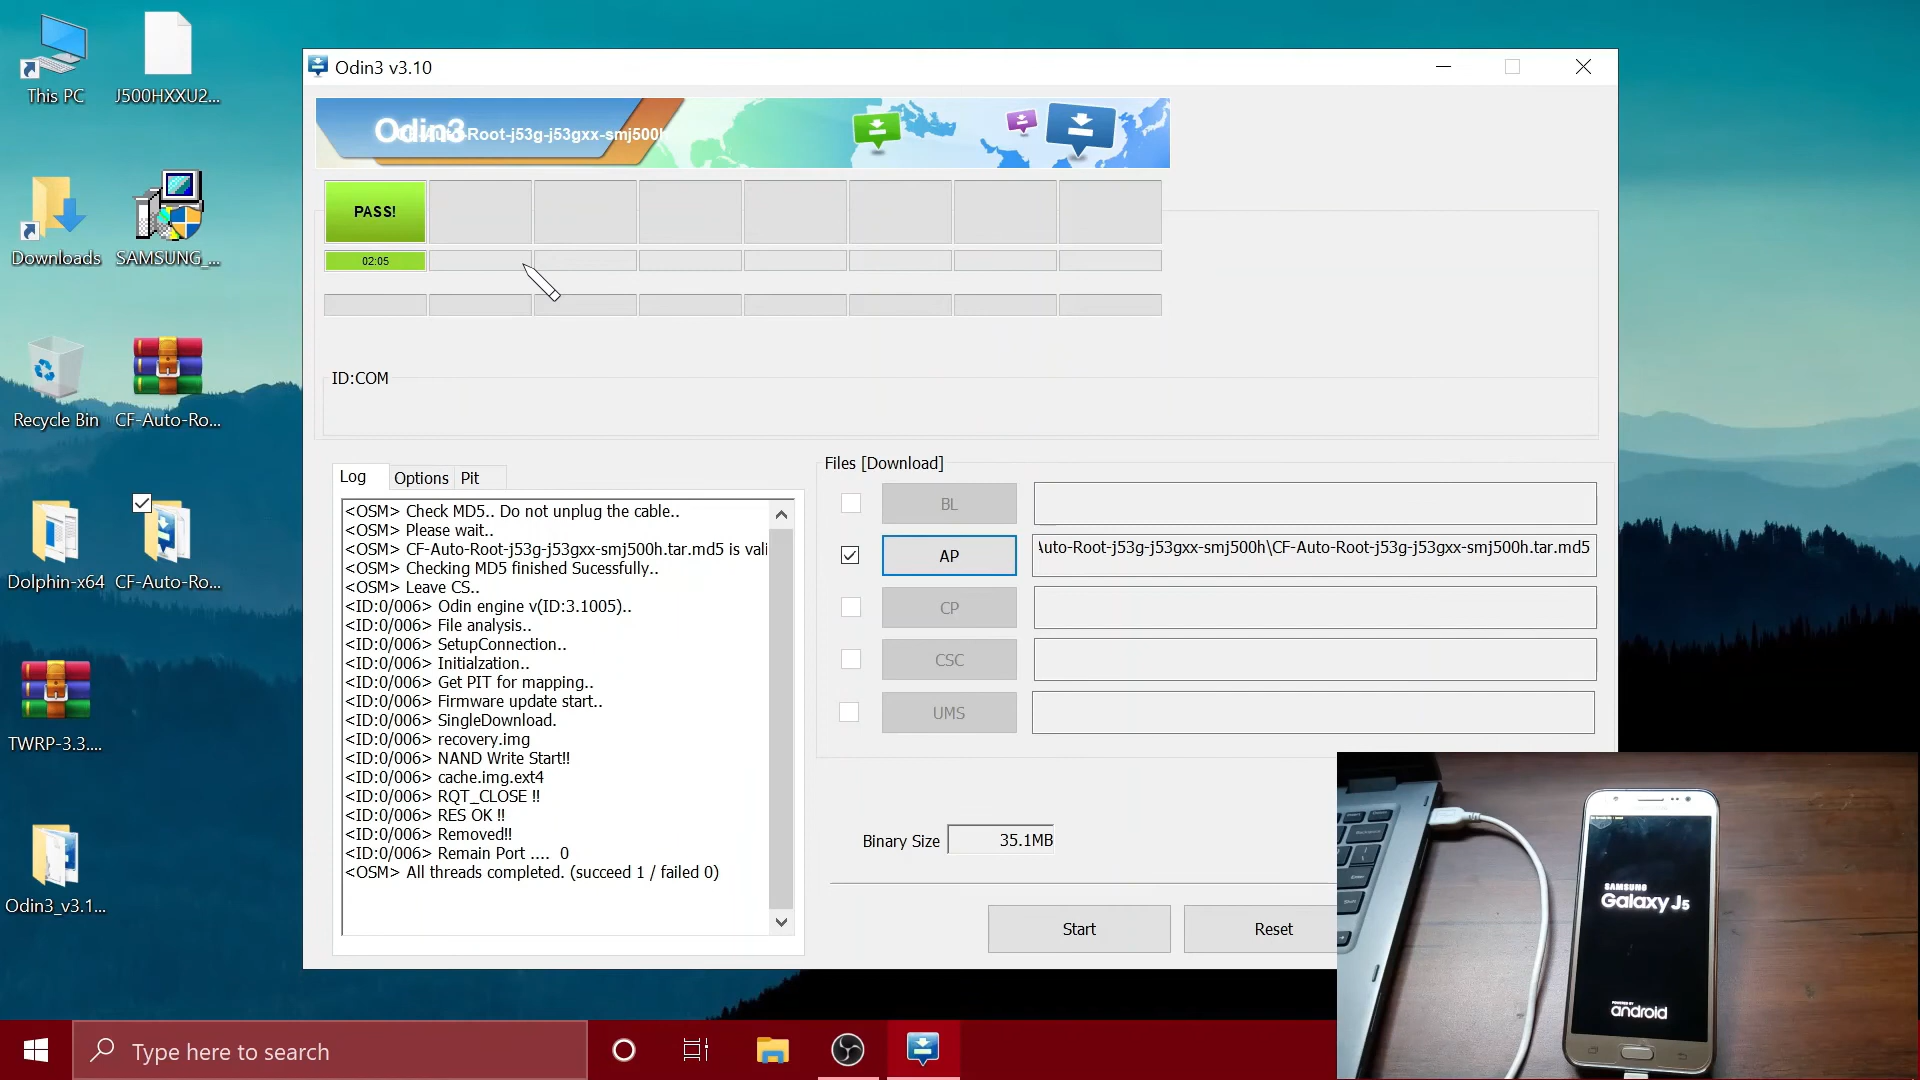 This PC
J500HXXU2...
Downloads
SAMSUNG_...
Recycle Bin
CF-Auto-Ro...
Dolphin-x64
CF-Auto-Ro...
TWRP-3.3....
Odin3_v3.1...
Odin3 v3.10
Odin3
CF-Auto-Root-j53g-j53gxx-smj500h
PASS!
02:05
ID:COM
Log
Options
Pit
<OSM> Check MD5.. Do not unplug the cable..
<OSM> Please wait..
<OSM> CF-Auto-Root-j53g-j53gxx-smj500h.tar.md5 is vali
<OSM> Checking MD5 finished Sucessfully..
<OSM> Leave CS..
<ID:0/006> Odin engine v(ID:3.1005)..
<ID:0/006> File analysis..
<ID:0/006> SetupConnection..
<ID:0/006> Initialzation..
<ID:0/006> Get PIT for mapping..
<ID:0/006> Firmware update start..
<ID:0/006> SingleDownload.
<ID:0/006> recovery.img
<ID:0/006> NAND Write Start!!
<ID:0/006> cache.img.ext4
<ID:0/006> RQT_CLOSE !!
<ID:0/006> RES OK !!
<ID:0/006> Removed!!
<ID:0/006> Remain Port .... 0
<OSM> All threads completed. (succeed 1 / failed 0)
Files [Download]
BL
AP
Auto-Root-j53g-j53gxx-smj500h\CF-Auto-Root-j53g-j53gxx-smj500h.tar.md5
CP
CSC
UMS
Binary Size
35.1MB
Start
Reset
SAMSUNG
Galaxy J5
POWERED BY
android
Type here to search